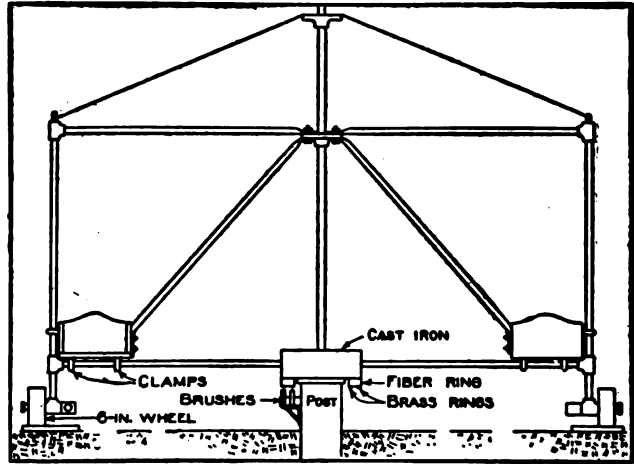 CAST IRON
CLAMPS
FIBER RING
BRUSHES
POST
BRASS RINGS
6-IN. WHEEL